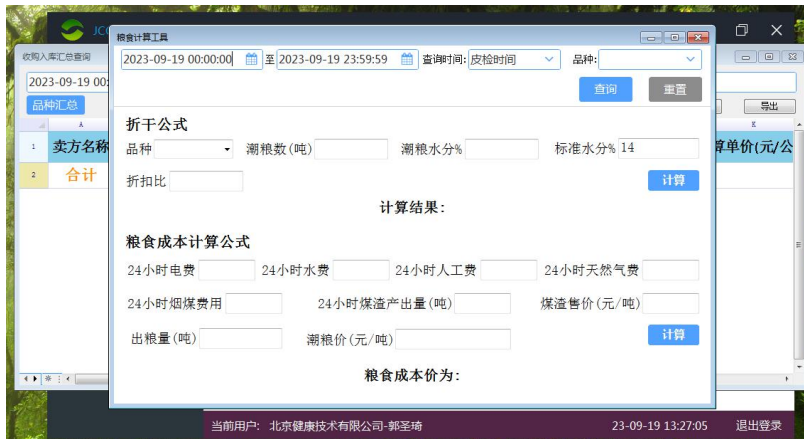 JCC
粮食计算工具
收购入库汇总查询
2023-09-19 00:00:00 至 2023-09-19 23:59:59 查询时间: 皮检时间 品种:
2023-09-19 00:
查询 重置
品种汇总 导出
折干公式
A K
1 卖方名称 算单价(元/公
品种 潮粮数(吨) 潮粮水分% 标准水分% 14
2 合计
折扣比 计算
计算结果:
粮食成本计算公式
24小时电费 24小时水费 24小时人工费 24小时天然气费
24小时烟煤费用 24小时煤渣产出量(吨) 煤渣售价(元/吨)
出粮量(吨) 潮粮价(元/吨) 计算
粮食成本价为:
当前用户: 北京健康技术有限公司-郭圣琦 23-09-19 13:27:05 退出登录